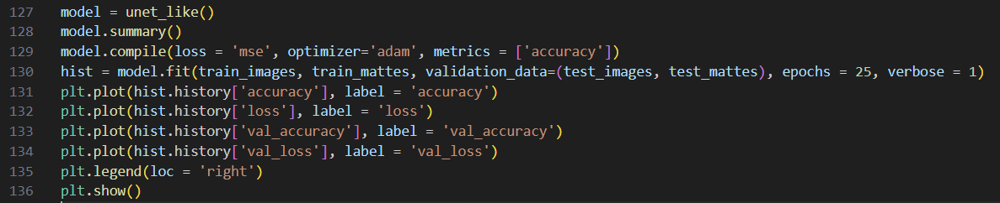 127 model = unet_like()
128 model.summary()
129 model.compile(loss = 'mse', optimizer='adam', metrics = ['accuracy'])
130 hist = model.fit(train_images, train_mattes, validation_data=(test_images, test_mattes), epochs = 25, verbose = 1)
131 plt.plot(hist.history['accuracy'], label = 'accuracy')
132 plt.plot(hist.history['loss'], label = 'loss')
133 plt.plot(hist.history['val_accuracy'], label = 'val_accuracy')
134 plt.plot(hist.history['val_loss'], label = 'val_loss')
135 plt.legend(loc = 'right')
136 plt.show()